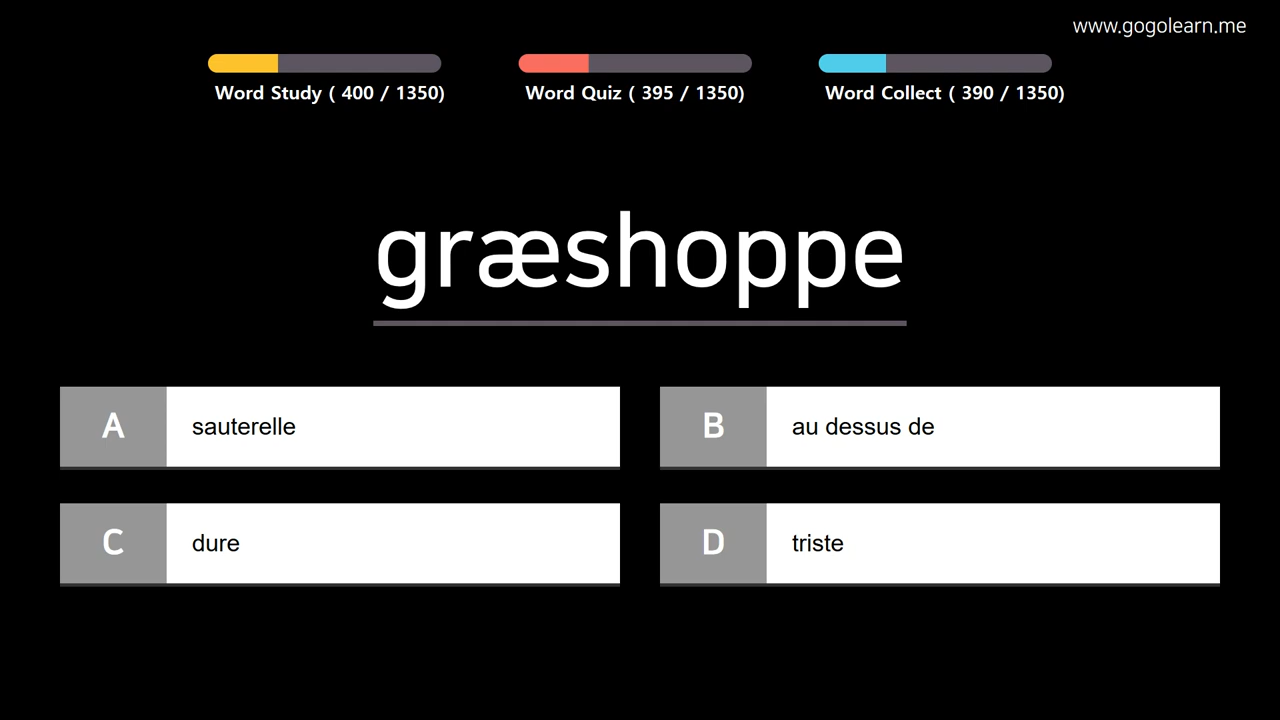 www.gogolearn.me
Word Study ( 400 / 1350)
Word Quiz ( 395 / 1350)
Word Collect ( 390 / 1350)
græshoppe
A
sauterelle
B
au dessus de
C
dure
D
triste